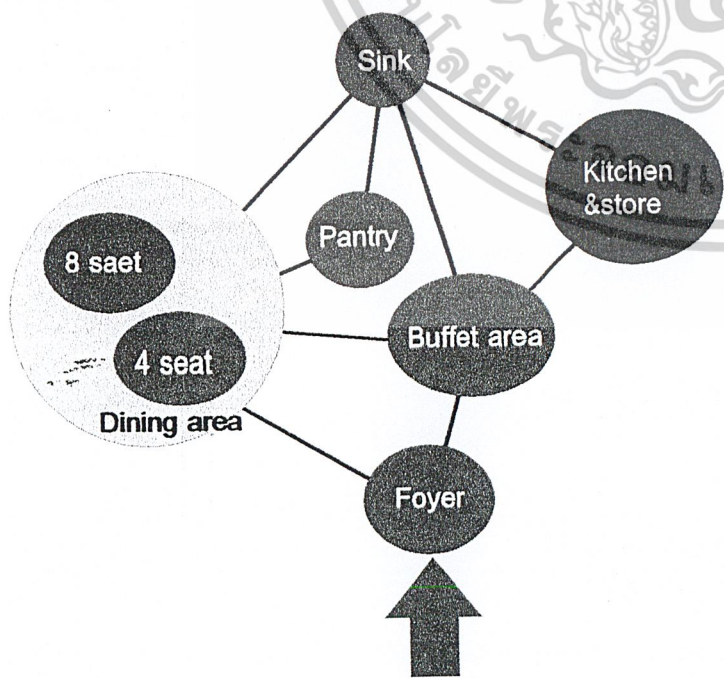 Sink
Kitchen
&store
Pantry
8 saet
Buffet area
4 seat
Dining area
Foyer